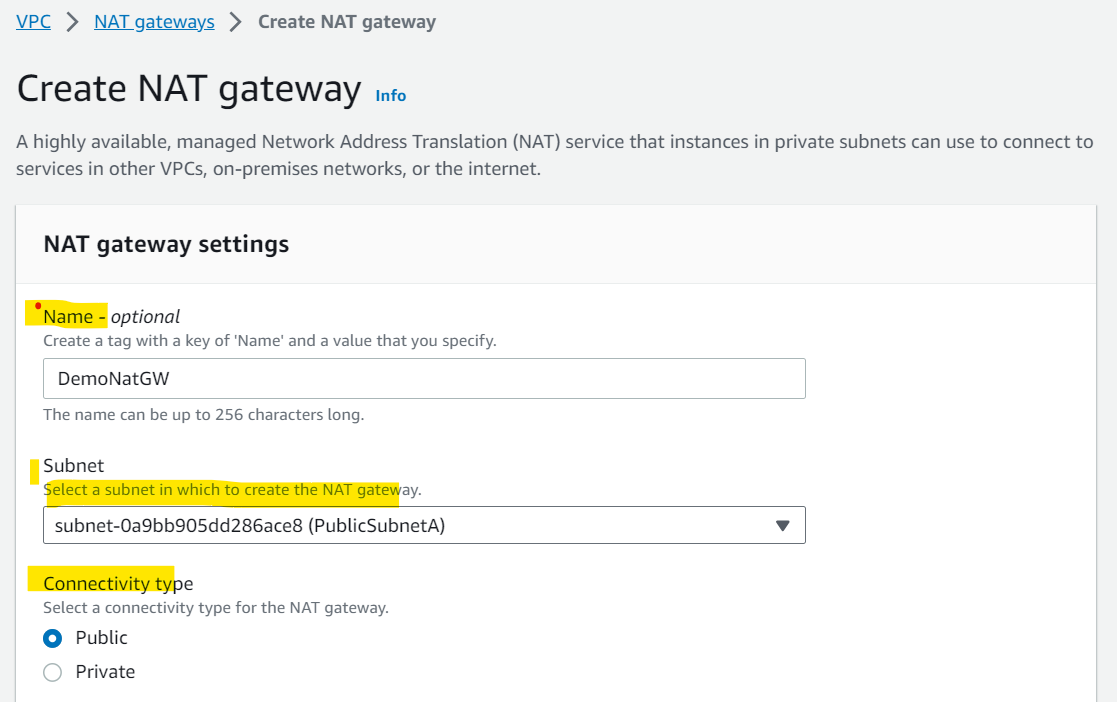 VPC > NAT gateways > Create NAT gateway
Create NAT gateway Info
A highly available, managed Network Address Translation (NAT) service that instances in private subnets can use to connect to
services in other VPCs, on-premises networks, or the internet.
NAT gateway settings
Name - optional
Create a tag with a key of 'Name' and a value that you specify.
DemoNatGW
The name can be up to 256 characters long.
Subnet
Select a subnet in which to create the NAT gateway.
subnet-0a9bb905dd286ace8 (PublicSubnetA)
Connectivity type
Select a connectivity type for the NAT gateway.
Public
Private